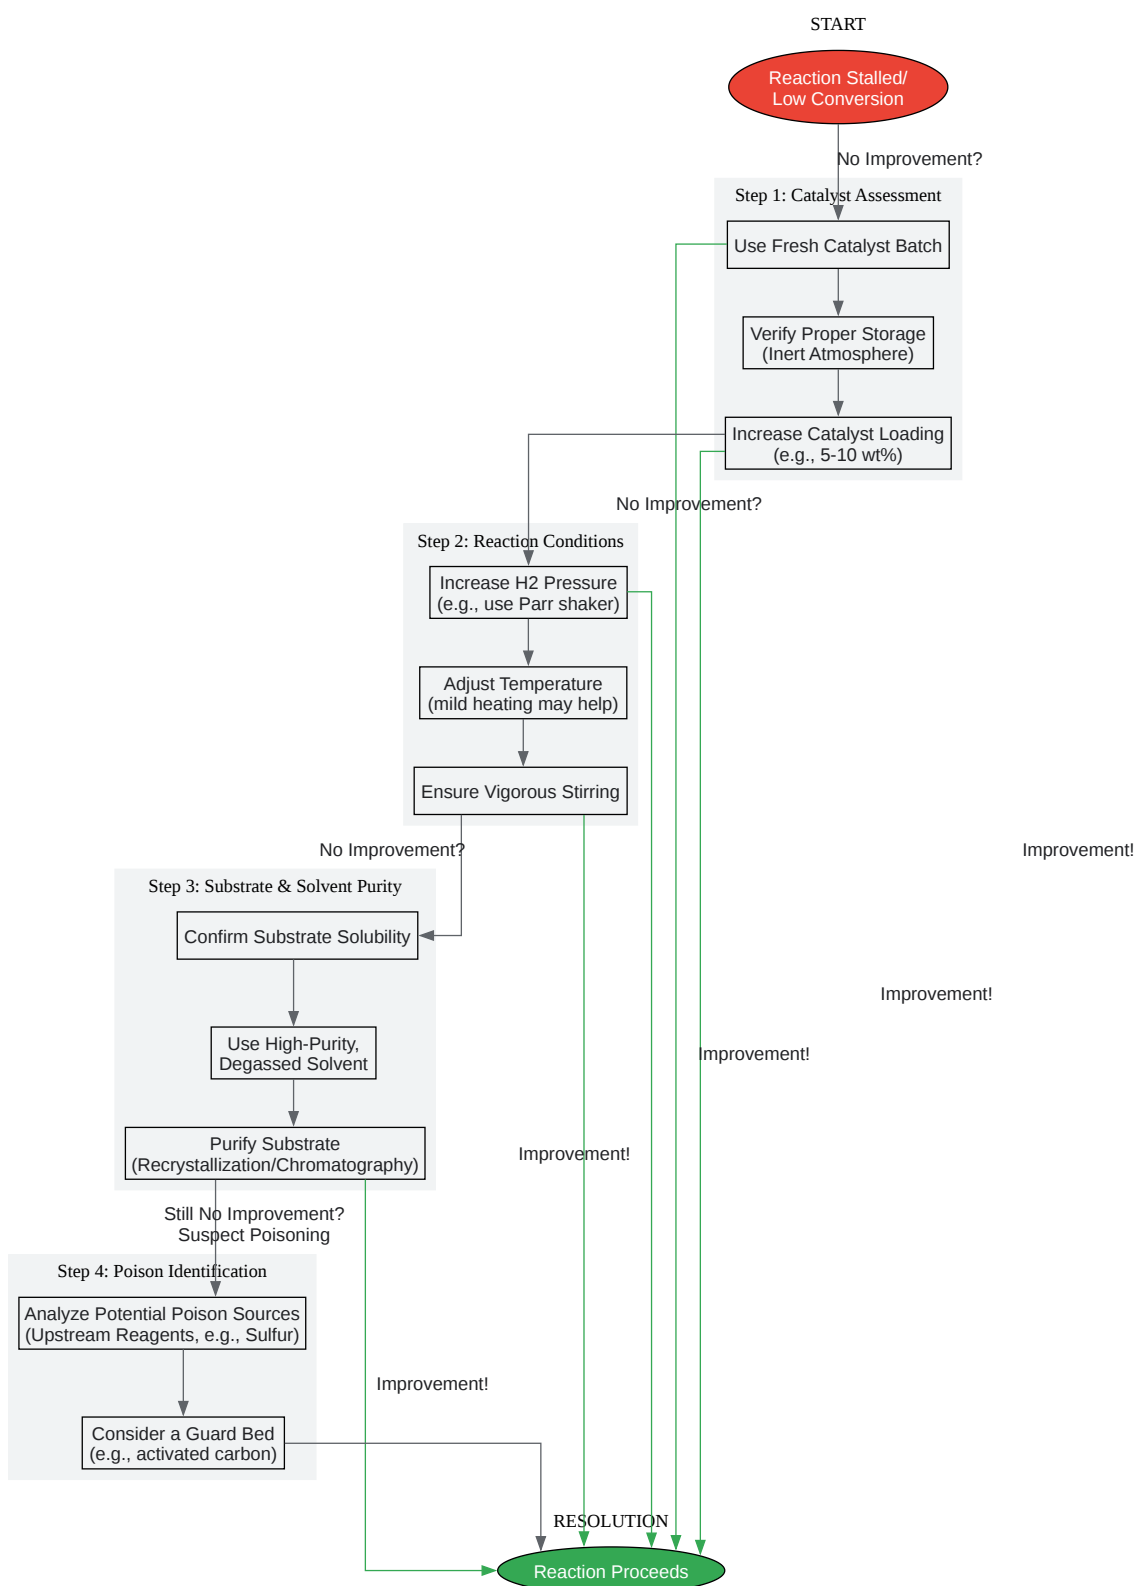 START
Reaction Stalled/
Low Conversion
No Improvement?
Step 1: Catalyst Assessment
Use Fresh Catalyst Batch
Verify Proper Storage
(Inert Atmosphere)
Increase Catalyst Loading
(e.g., 5-10 wt%)
No Improvement?
Step 2: Reaction Conditions
Increase H2 Pressure
(e.g., use Parr shaker)
Adjust Temperature
(mild heating may help)
Ensure Vigorous Stirring
No Improvement?
Improvement!
Step 3: Substrate & Solvent Purity
Confirm Substrate Solubility
Improvement!
Use High-Purity,
Degassed Solvent
Improvement!
Purify Substrate
(Recrystallization/Chromatography)
Improvement!
Still No Improvement?
Suspect Poisoning
Step 4: Poison Identification
Analyze Potential Poison Sources
(Upstream Reagents, e.g., Sulfur)
Improvement!
Consider a Guard Bed
(e.g., activated carbon)
RESOLUTION
Reaction Proceeds